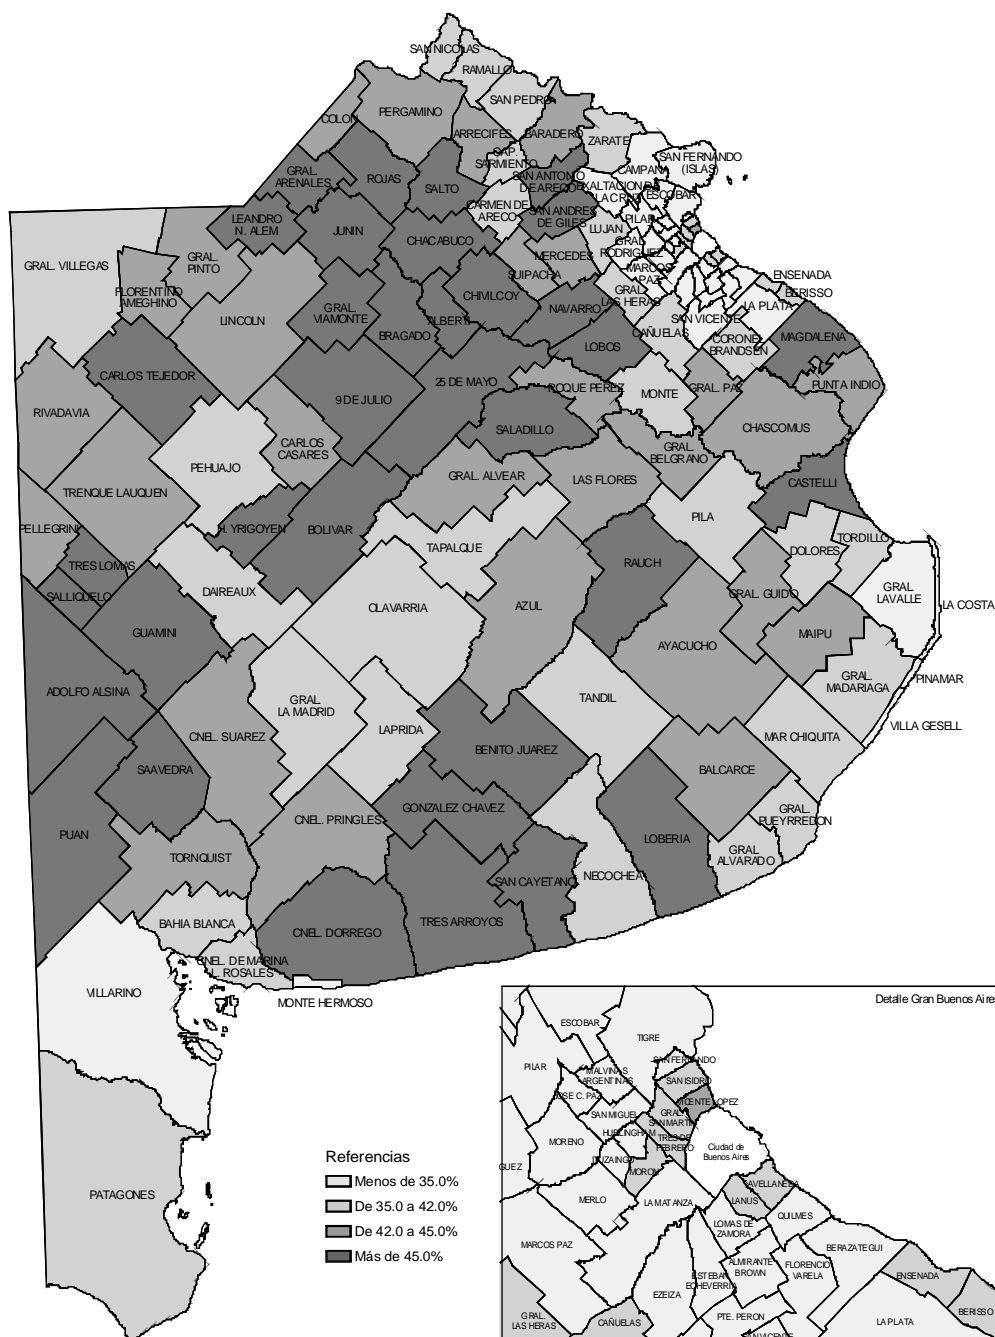 SAN NICOLAS
RAMALLO
SAN PEDRO
COLON
PERGAMINO
ARRECIFES
BARADERO
ZARATE
CAP.
SARMIENTO
CAMPANA
SAN FERNANDO
(ISLAS)
GRAL.
ARENALES
ROJAS
SALTO
SAN ANTONIO
DE ARECO
EXALTACION DE
LA CRUZ
ESCOBAR
LEANDRO
N. ALEM
JUNIN
CHACABUCO
CARMEN DE
ARECO
SAN ANDRES
DE GILES
LUJAN
PILAR
GRAL.
RODRIGUEZ
GRAL. VILLEGAS
GRAL.
PINTO
FLORENTINO
AMEGHINO
LINCOLN
GRAL.
VIAMONTE
BRAGADO
ALBERTI
CHIVILCOY
SUIPACHA
MERCEDES
NAVARRO
MARCOS
PAZ
GRAL.
LAS HERAS
ENSENADA
BERISSO
LA PLATA
SAN VICENTE
CAÑUELAS
CORONEL
BRANDSEN
MAGDALENA
LOBOS
CARLOS TEJEDOR
RIVADAVIA
9 DE JULIO
25 DE MAYO
ROQUE PEREZ
MONTE
GRAL. PAZ
PUNTA INDIO
CHASCOMUS
SALADILLO
CARLOS
CASARES
PEHUAJO
GRAL.
BELGRANO
TRENQUE LAUQUEN
GRAL. ALVEAR
LAS FLORES
CASTELLI
PELLEGRINI
H. YRIGOYEN
BOLIVAR
PILA
TORDILLO
DOLORES
TAPALQUE
TRES LOMAS
RAUCH
SALLIQUELO
DAIREAUX
OLAVARRIA
AZUL
GRAL. GUIDO
GRAL.
LAVALLE
LA COSTA
GUAMINI
AYACUCHO
MAIPU
GRAL.
MADARIAGA
PINAMAR
ADOLFO ALSINA
GRAL.
LA MADRID
TANDIL
VILLA GESELL
CNEL. SUAREZ
LAPRIDA
MAR CHIQUITA
BENITO JUAREZ
SAAVEDRA
BALCARCE
GONZALEZ CHAVEZ
CNEL. PRINGLES
GRAL.
PUEYRREDON
PUAN
LOBERIA
GRAL.
ALVARADO
TORNQUIST
SAN CAYETANO
NECOCHEA
BAHIA BLANCA
TRES ARROYOS
CNEL. DORREGO
CNEL. DE MARINA
L. ROSALES
VILLARINO
MONTE HERMOSO
PATAGONES
Referencias
Menos de 35.0%
De 35.0 a 42.0%
De 42.0 a 45.0%
Más de 45.0%
Detalle Gran Buenos Aires
ESCOBAR
TIGRE
PILAR
SAN FERNANDO
MALVINAS
ARGENTINAS
SAN ISIDRO
JOSE C. PAZ
VICENTE LOPEZ
SAN MIGUEL
GRAL.
SAN MARTIN
HURLINGHAM
TRES DE
FEBRERO
MORENO
Ciudad de
Buenos Aires
ITUZAINGO
GUEZ
MORON
MERLO
LA MATANZA
AVELLANEDA
LANUS
QUILMES
LOMAS DE
ZAMORA
MARCOS PAZ
BERAZATEGUI
ALMIRANTE
BROWN
FLORENCIO
VARELA
ESTEBAN
ECHEVERRIA
ENSENADA
EZEIZA
GRAL.
LAS HERAS
CAÑUELAS
PTE. PERON
BERISSO
LA PLATA
SAN VICENTE